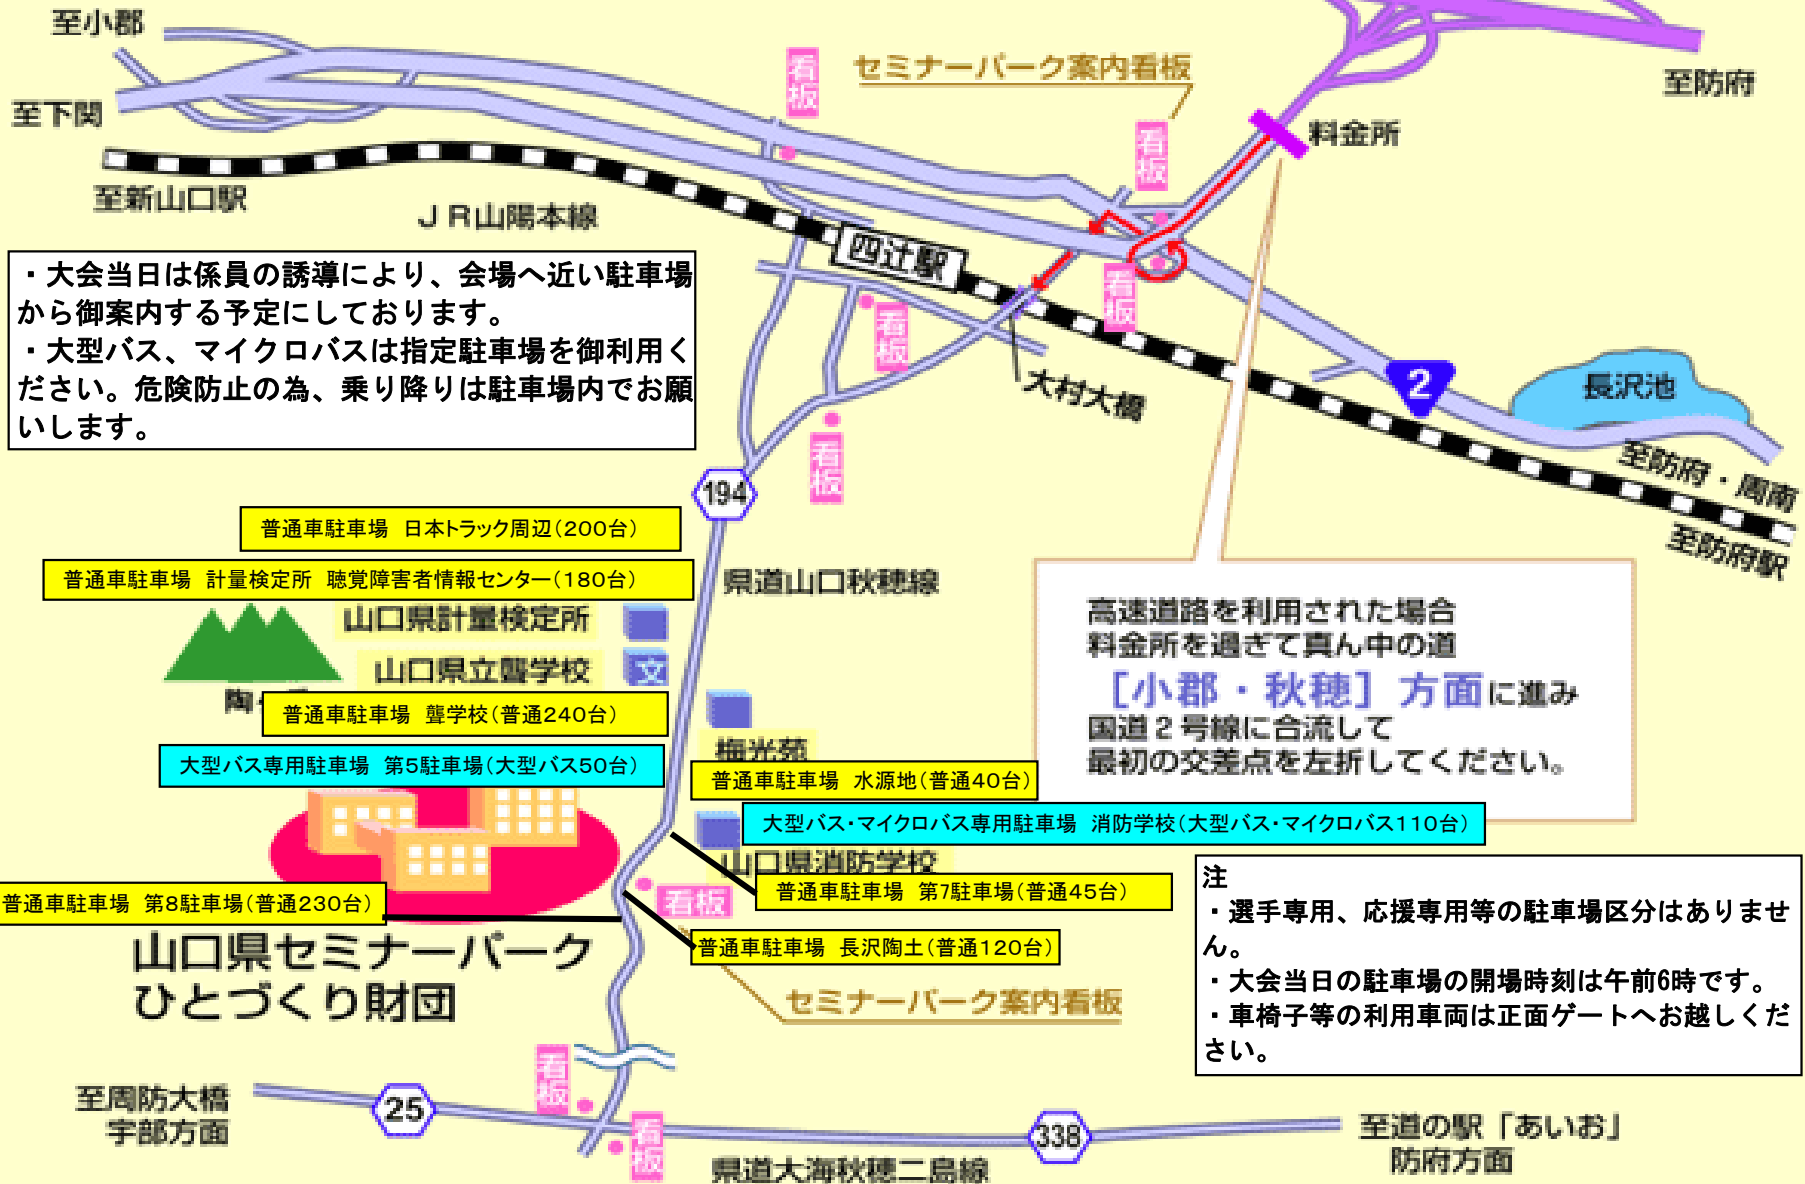 至小郡
至下関
至新山口駅
ＪＲ山陽本線
看板
セミナーパーク案内看板
看板
料金所
至防府
四辻駅
看板
看板
大村大橋
看板
2
長沢池
至防府・周南
至防府駅
・大会当日は係員の誘導により、会場へ近い駐車場
から御案内する予定にしております。
・大型バス、マイクロバスは指定駐車場を御利用く
ださい。危険防止の為、乗り降りは駐車場内でお願
いします。
194
県道山口秋穂線
普通車駐車場　日本トラック周辺（200台）
普通車駐車場　計量検定所　聴覚障害者情報センター（180台）
山口県計量検定所
山口県立聾学校
文
陶
普通車駐車場　聾学校（普通240台）
大型バス専用駐車場　第5駐車場（大型バス50台）
梅光苑
普通車駐車場　水源地（普通40台）
大型バス・マイクロバス専用駐車場　消防学校（大型バス・マイクロバス110台）
山口県消防学校
普通車駐車場　第7駐車場（普通45台）
看板
普通車駐車場　第8駐車場（普通230台）
普通車駐車場　長沢陶土（普通120台）
山口県セミナーパーク
ひとづくり財団
セミナーパーク案内看板
高速道路を利用された場合
料金所を過ぎて真ん中の道
［小郡・秋穂］方面に進み
国道２号線に合流して
最初の交差点を左折してください。
注
・選手専用、応援専用等の駐車場区分はありませ
ん。
・大会当日の駐車場の開場時刻は午前6時です。
・車椅子等の利用車両は正面ゲートへお越しくだ
さい。
至周防大橋
宇部方面
25
看板
看板
県道大海秋穂二島線
338
至道の駅「あいお」
防府方面